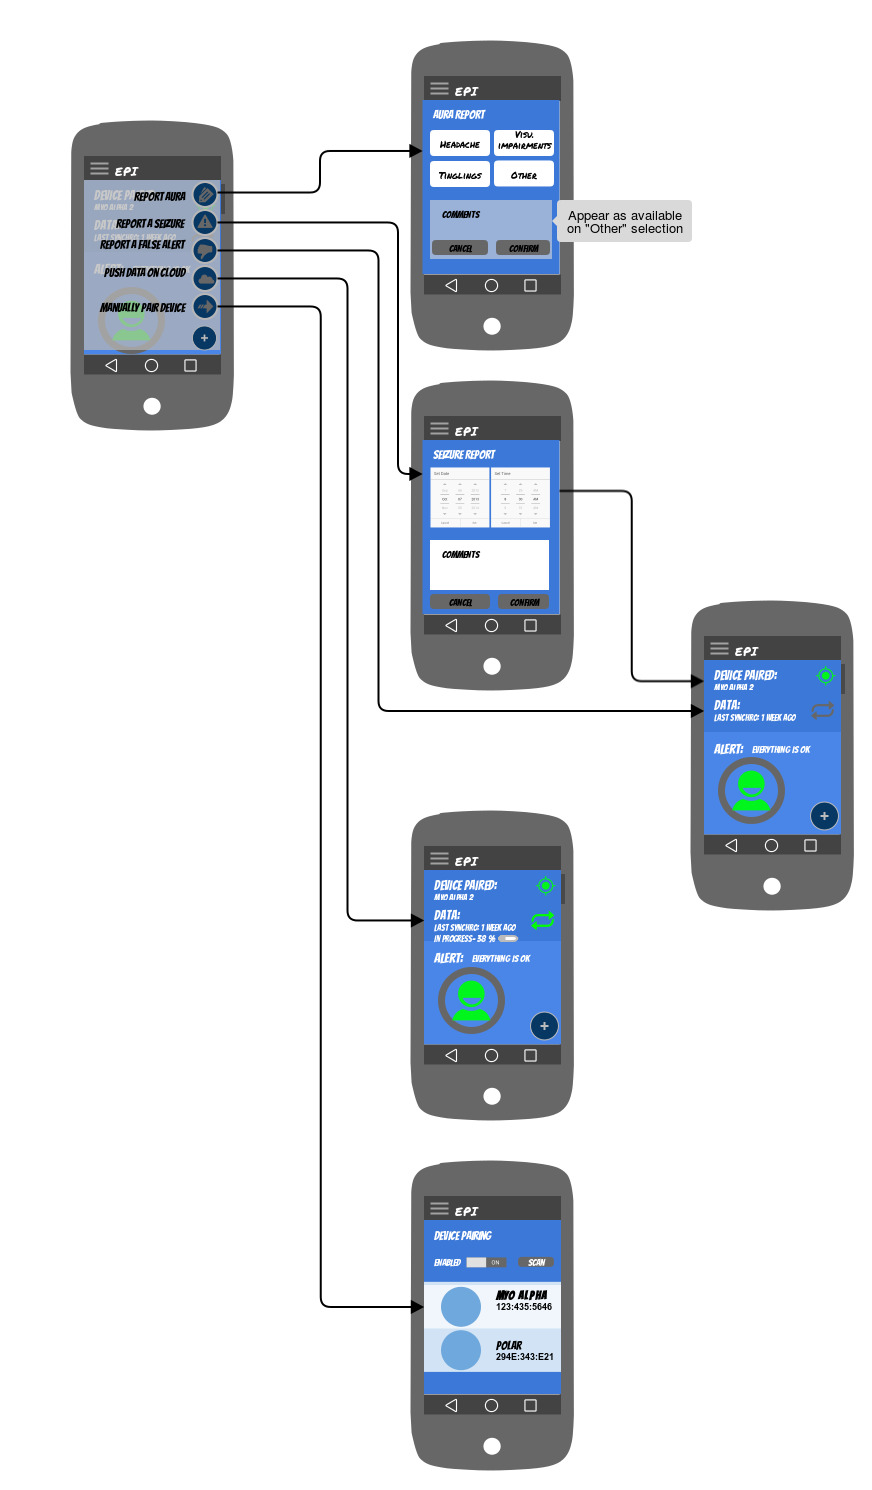 EPI
DEVICE PAIRED:
MYO ALPHA 2
REPORT AURA
DATA:
REPORT A SEIZURE
LAST SYNCHRO: 1 WEEK AGO
REPORT A FALSE ALERT
ALERT:
PUSH DATA ON CLOUD
MANUALLY PAIR DEVICE
EPI
AURA REPORT
HEADACHE
VISU.
IMPAIRMENTS
TINGLINGS
OTHER
COMMENTS
CANCEL
CONFIRM
Appear as available
on "Other" selection
EPI
SEIZURE REPORT
Set Date
Set Time
COMMENTS
CANCEL
CONFIRM
EPI
DEVICE PAIRED:
MYO ALPHA 2
DATA:
LAST SYNCHRO: 1 WEEK AGO
ALERT: EVERYTHING IS OK
EPI
DEVICE PAIRED:
MYO ALPHA 2
DATA:
LAST SYNCHRO: 1 WEEK AGO
IN PROGRESS- 38 %
ALERT: EVERYTHING IS OK
EPI
DEVICE PAIRING
ENABLED ON SCAN
MYO ALPHA
123:435:5646
POLAR
294E:343:E21